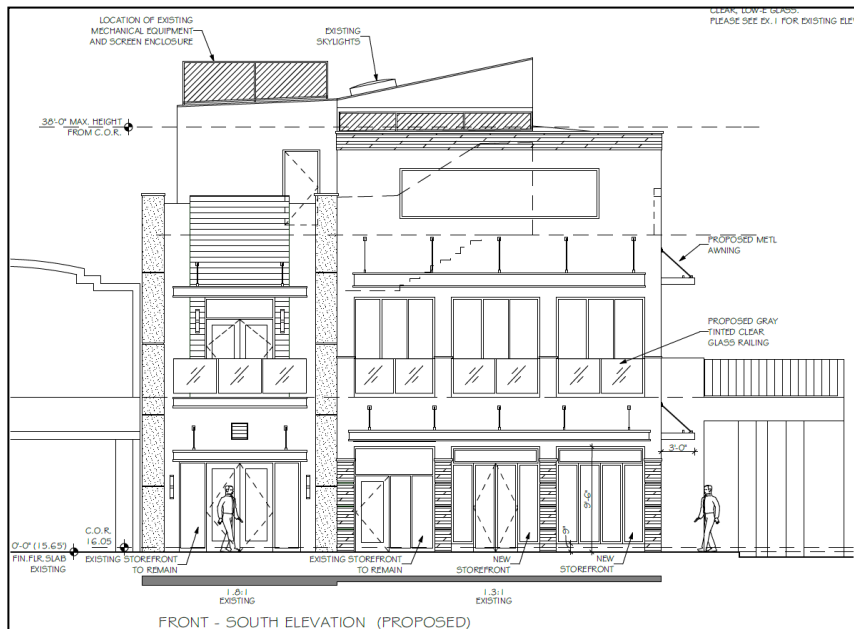 CLEAR, LOW-E GLASS.
PLEASE SEE EX. 1 FOR EXISTING ELE
LOCATION OF EXISTING
MECHANICAL EQUIPMENT
AND SCREEN ENCLOSURE
EXISTING
SKYLIGHTS
38'-0" MAX. HEIGHT
FROM C.O.R.
PROPOSED METL
AWNING
PROPOSED GRAY
TINTED CLEAR
GLASS RAILING
3'-0"
9'-6"
9"
C.O.R.
16.05
0'-0" (15.65')
FIN.FLR.SLAB
EXISTING
EXISTING STOREFRONT
TO REMAIN
EXISTING STOREFRONT
TO REMAIN
NEW
STOREFRONT
NEW
STOREFRONT
1.8:1
EXISTING
1.3:1
EXISTING
FRONT - SOUTH ELEVATION (PROPOSED)